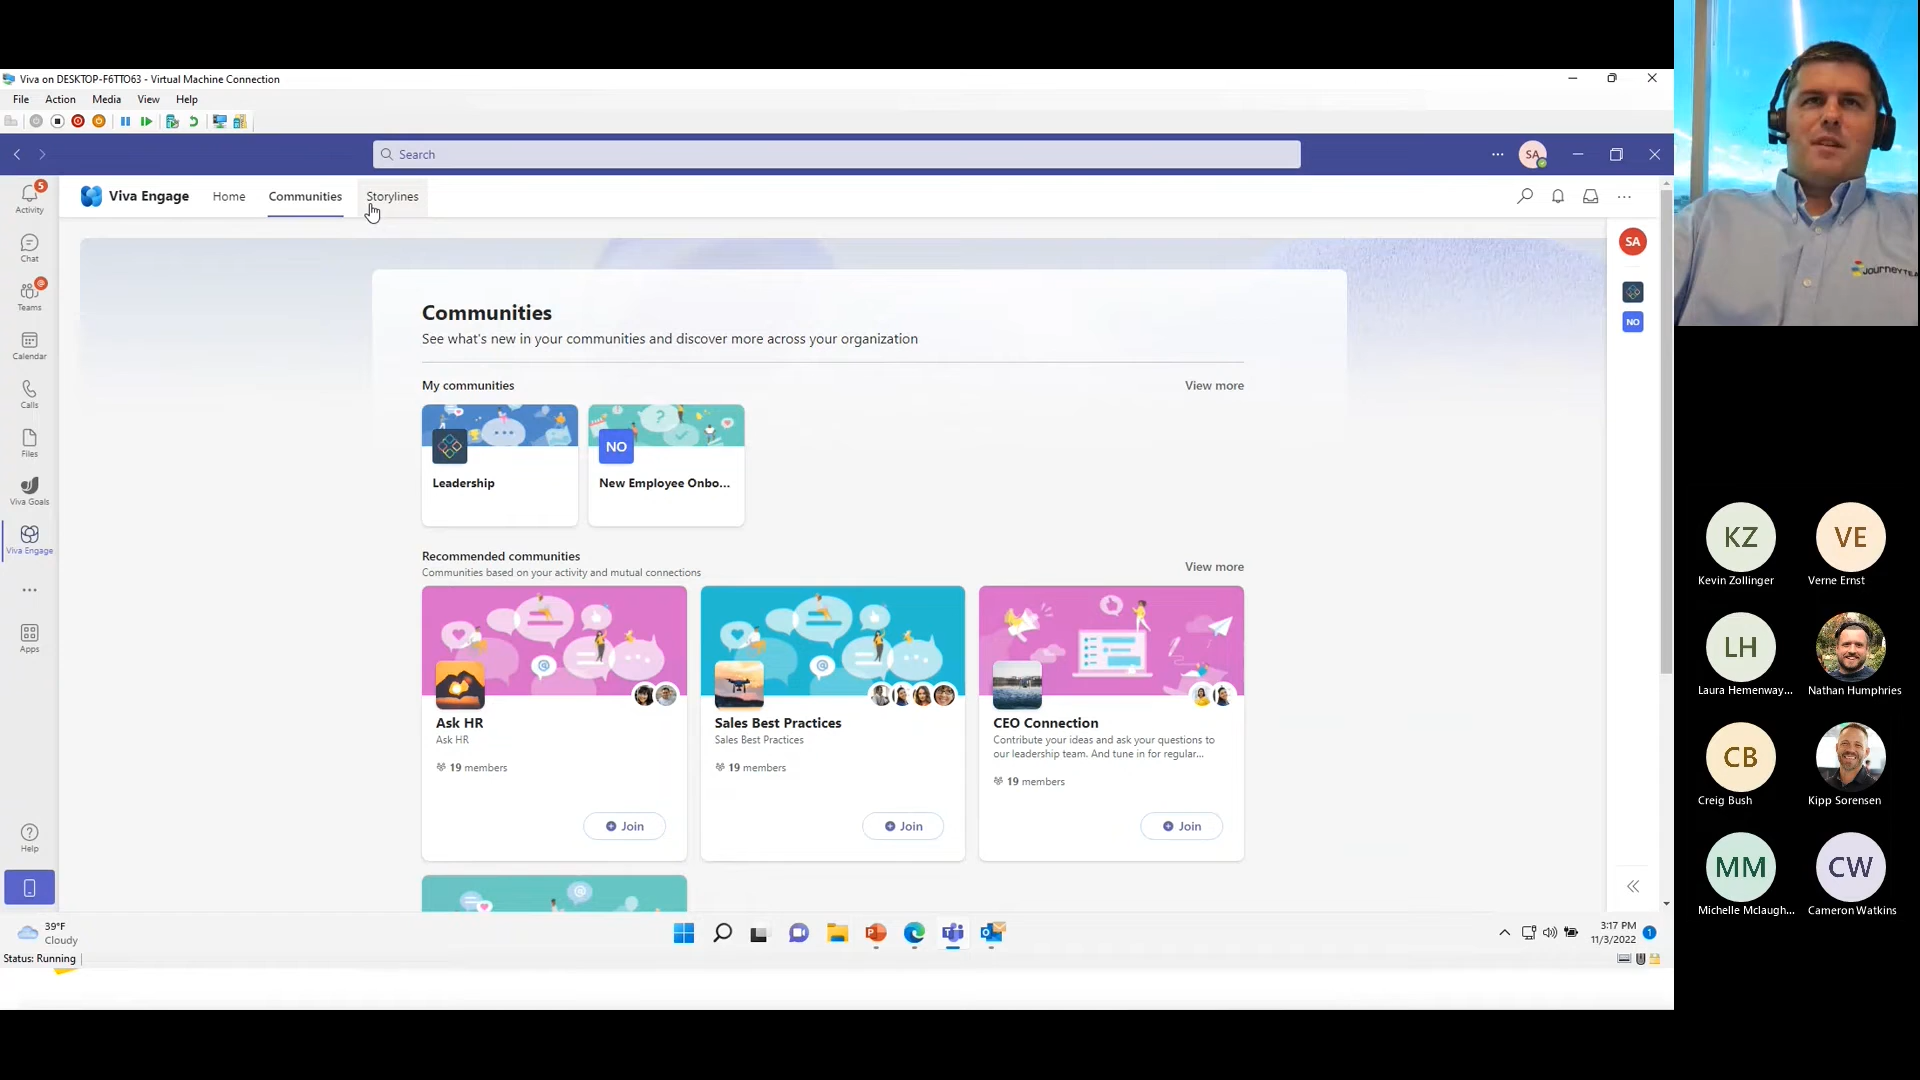 Viva on DESKTOP-F6TTO63 - Virtual Machine Connection
File Action Media View Help
Search
SA
Viva Engage Home Communities Storylines
5
Activity
Chat
@
Teams
Calendar
Calls
Files
Viva Goals
Viva Engage
Apps
Help
Communities
See what's new in your communities and discover more across your organization
My communities View more
Leadership
NO
New Employee Onbo...
Recommended communities
Communities based on your activity and mutual connections
View more
Ask HR
Ask HR
19 members
Join
Sales Best Practices
Sales Best Practices
19 members
Join
CEO Connection
Contribute your ideas and ask your questions to
our leadership team. And tune in for regular...
19 members
Join
SA
NO
39°F
Cloudy
3:17 PM
11/3/2022
1
Status: Running
JOURNEYTEA
KZ
Kevin Zollinger
VE
Verne Ernst
LH
Laura Hemenway...
Nathan Humphries
CB
Creig Bush
Kipp Sorensen
MM
Michelle Mclaugh...
CW
Cameron Watkins